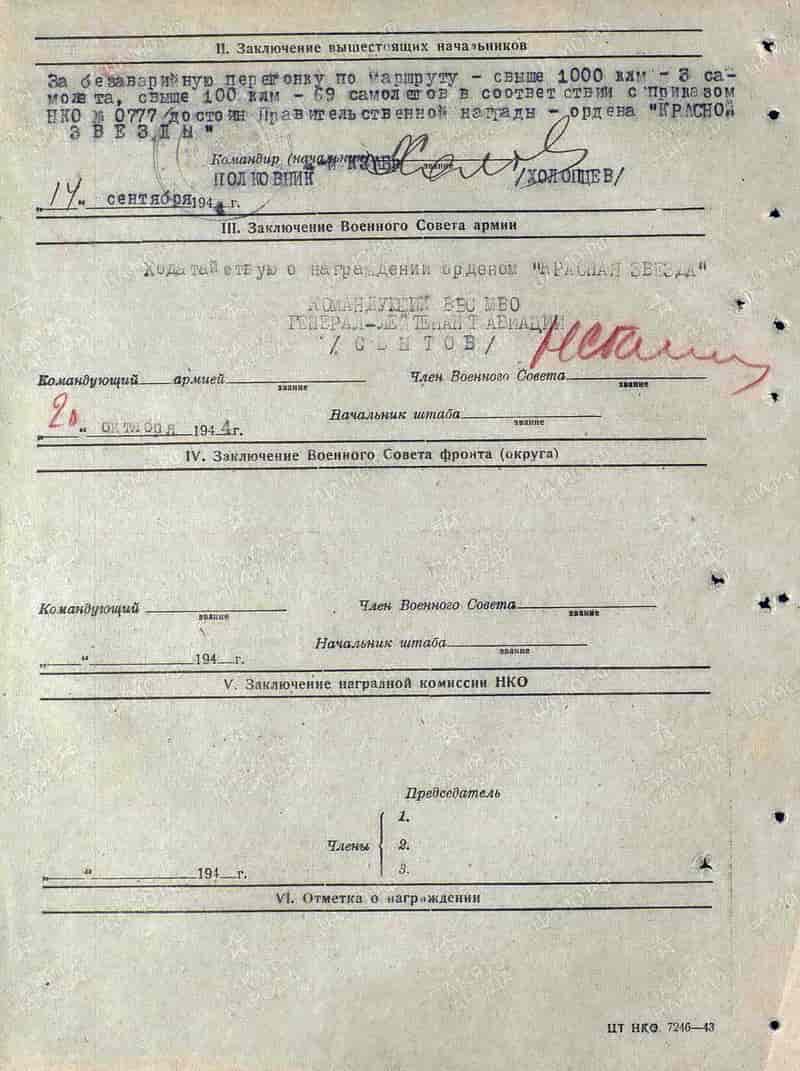 II. Заключение вышестоящих начальников
За безаварийную перегонку по маршруту - свыше 1000 клм - 3 са-
молета, свыше 100 клм - 69 самолетов в соответствии с приказом
НКО № 0777 достоин Правительственной награды - ордена "КРАСНОЙ
ЗВЕЗДЫ"
Командир (начальник)
звание
ПОЛКОВНИК /ХОЛОПЦЕВ/
„14“ сентября 194 г.
III. Заключение Военного Совета армии
Ходатайствую о награждении орденом "КРАСНАЯ ЗВЕЗДА"
КОМАНДУЮЩИЙ ВВС МВО
ГЕНЕРАЛ-ЛЕЙТЕНАНТ АВИАЦИИ
/
Командующий армией Член Военного Совета
звание звание
Начальник штаба
звание
„20“ октября 1944г.
IV. Заключение Военного Совета фронта (округа)
Командующий Член Военного Совета
звание звание
Начальник штаба
звание
„ “ 194 г.
V. Заключение наградной комиссии НКО
Председатель
1.
Члены 2.
3.
„ “ 194 г.
VI. Отметка о награждении
ЦТ НКО. 7246—43